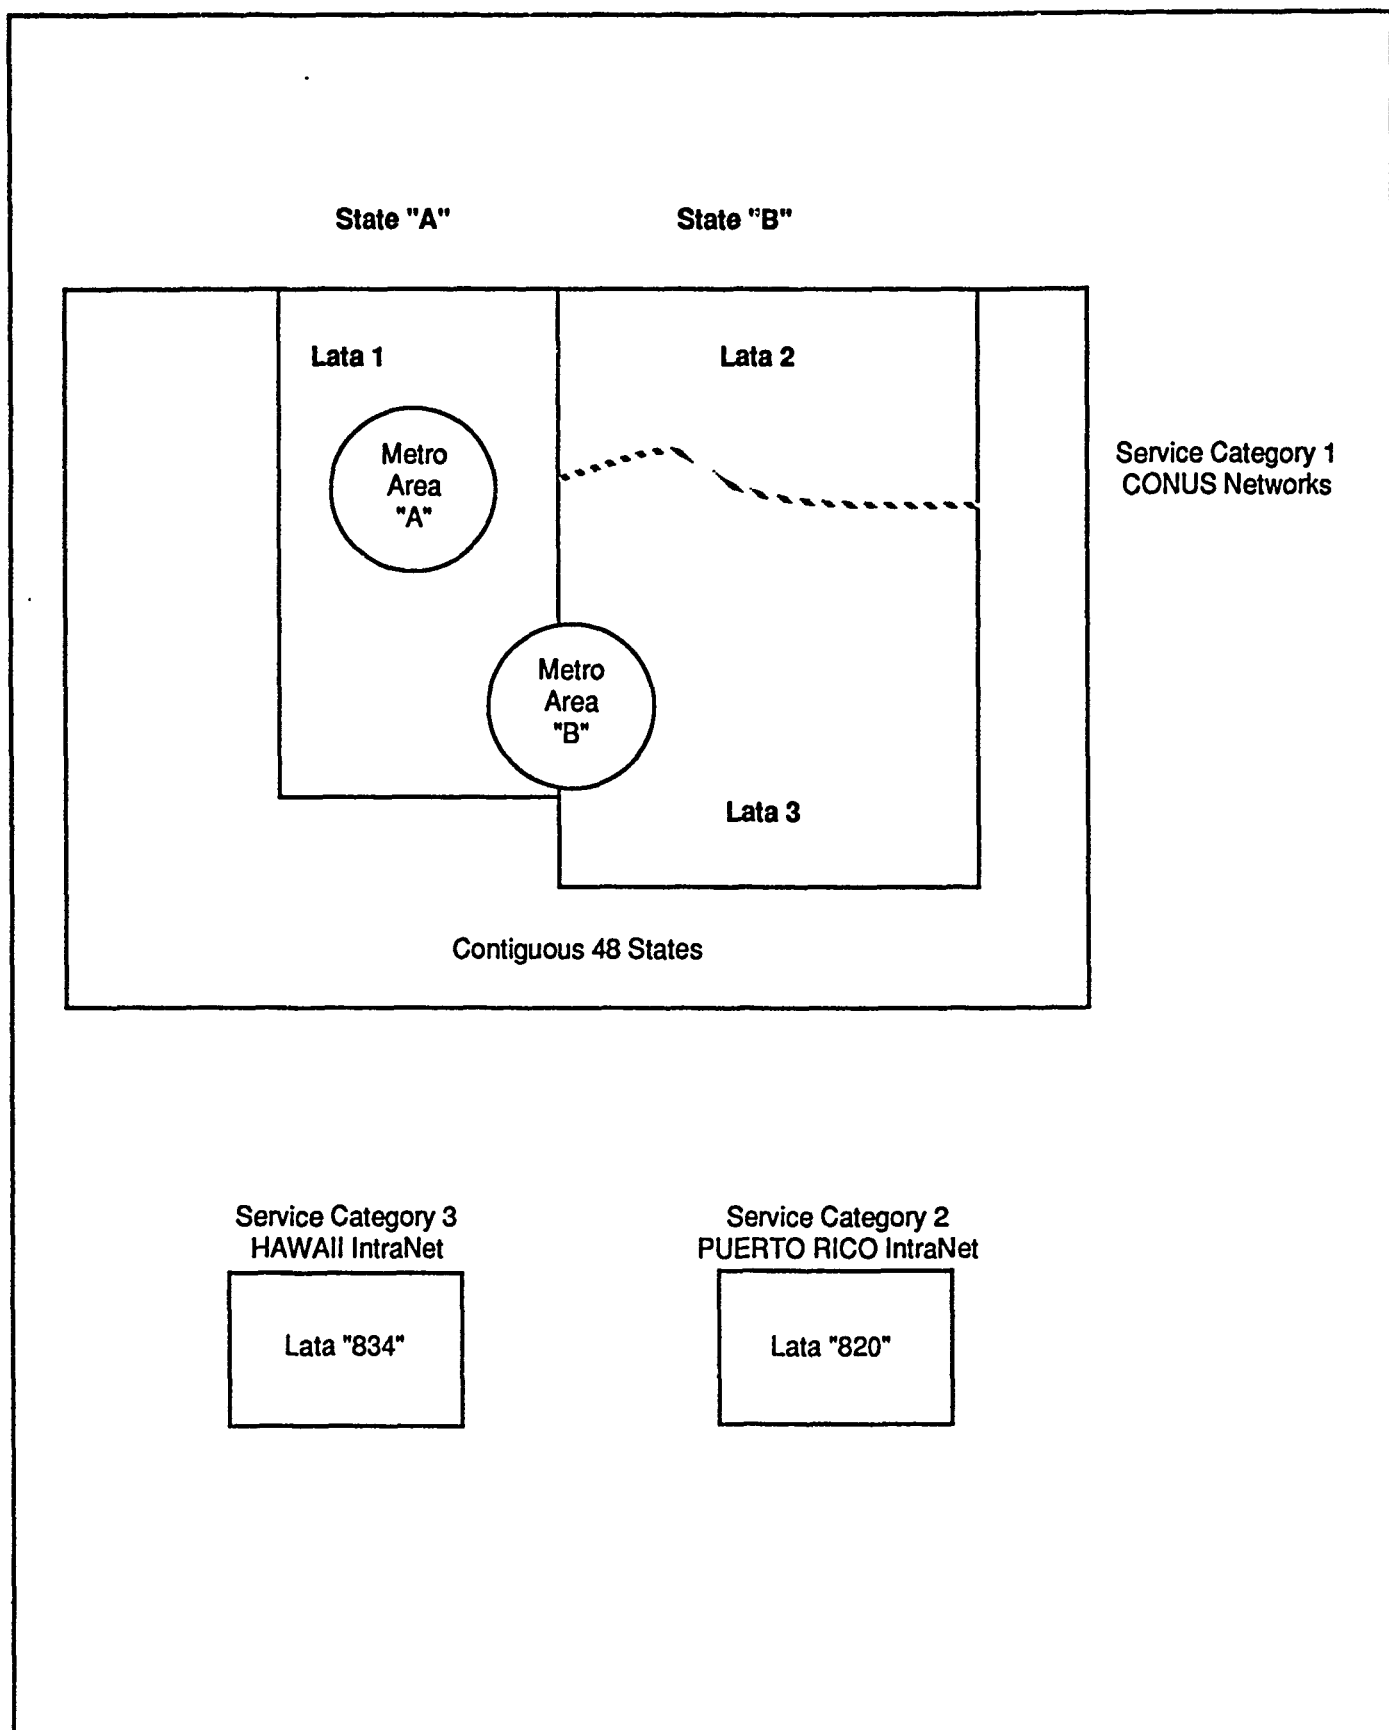 State "A"
State "B"
Lata 1
Lata 2
Metro
Area
"A"
Service Category 1
CONUS Networks
Metro
Area
"B"
Lata 3
Contiguous 48 States
Service Category 3
HAWAII IntraNet
Service Category 2
PUERTO RICO IntraNet
Lata "834"
Lata "820"